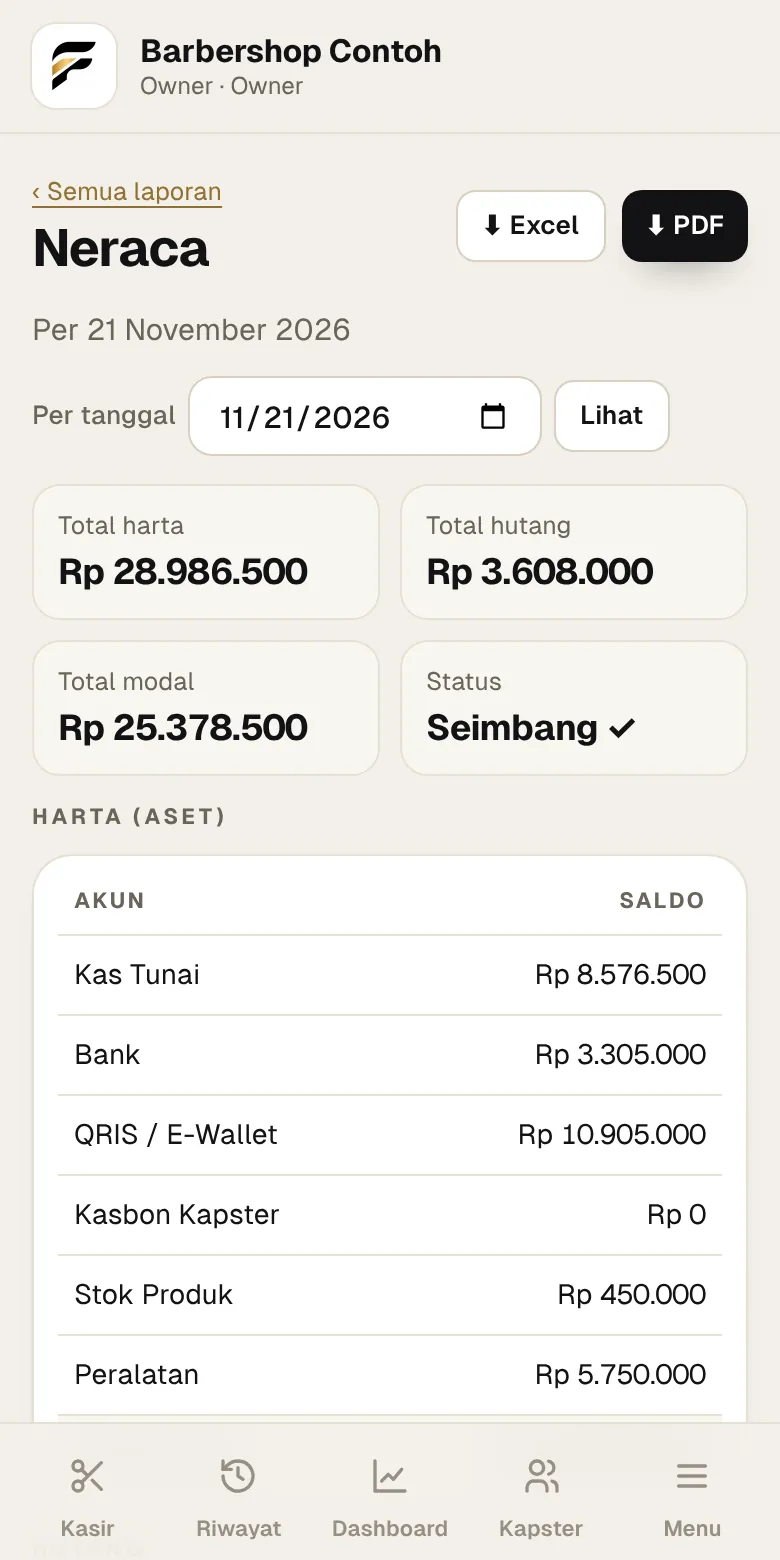 Barbershop Contoh
Owner · Owner
‹ Semua laporan
Neraca
⬇ Excel
⬇ PDF
Per 21 November 2026
Per tanggal
11/21/2026
Lihat
Total harta
Rp 28.986.500
Total hutang
Rp 3.608.000
Total modal
Rp 25.378.500
Status
Seimbang ✓
HARTA (ASET)
AKUN SALDO
Kas Tunai Rp 8.576.500
Bank Rp 3.305.000
QRIS / E-Wallet Rp 10.905.000
Kasbon Kapster Rp 0
Stok Produk Rp 450.000
Peralatan Rp 5.750.000
Kasir Riwayat Dashboard Kapster Menu